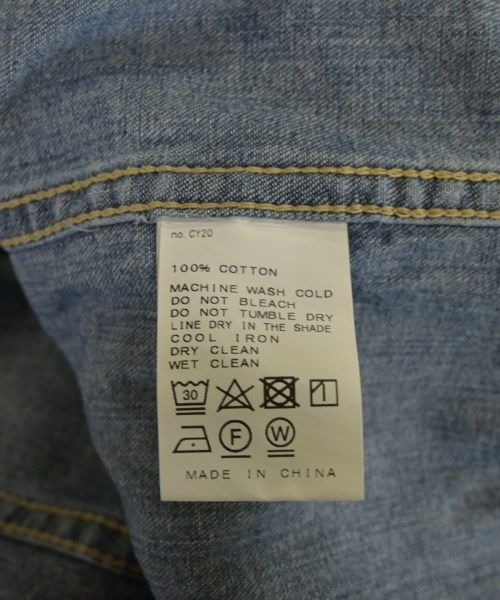 no. CY20
100% COTTON
MACHINE WASH COLD
DO NOT BLEACH
DO NOT TUMBLE DRY
LINE DRY IN THE SHADE
COOL IRON
DRY CLEAN
WET CLEAN
30
F W
MADE IN CHINA